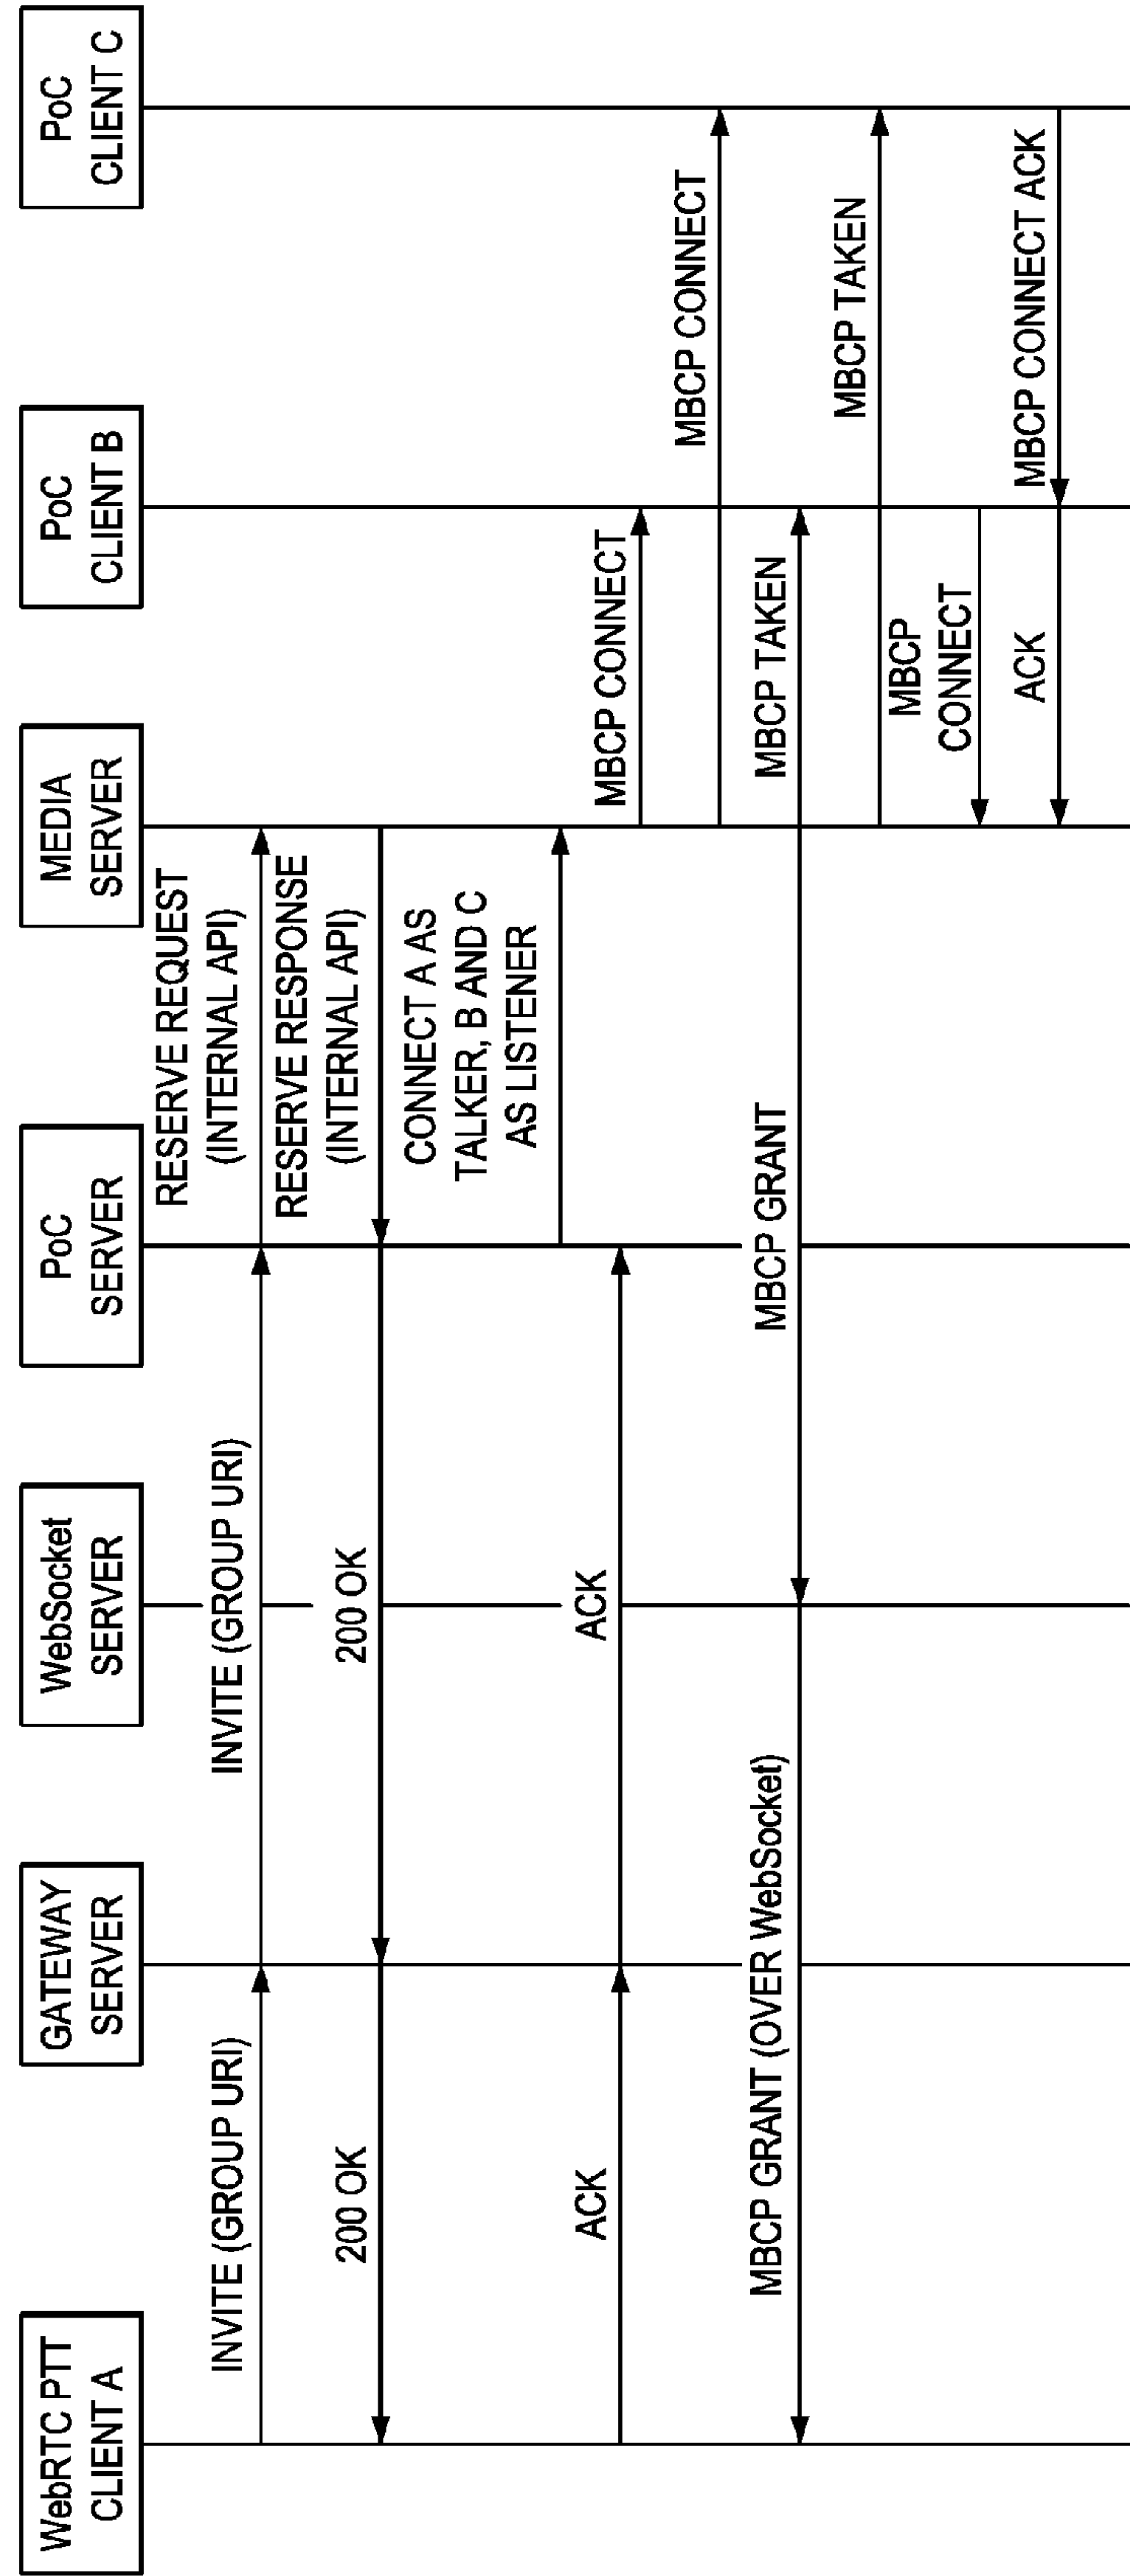 WebRTC PTT
CLIENT A
GATEWAY
SERVER
WebSocket
SERVER
PoC
SERVER
MEDIA
SERVER
PoC
CLIENT B
PoC
CLIENT C
INVITE (GROUP URI)
INVITE (GROUP URI)
RESERVE REQUEST
(INTERNAL API)
200 OK
200 OK
RESERVE RESPONSE
(INTERNAL API)
CONNECT A AS
TALKER, B AND C
AS LISTENER
ACK
ACK
MBCP CONNECT
MBCP CONNECT
MBCP GRANT (OVER WebSocket)
MBCP GRANT
MBCP TAKEN
MBCP TAKEN
MBCP
CONNECT
ACK
MBCP CONNECT ACK